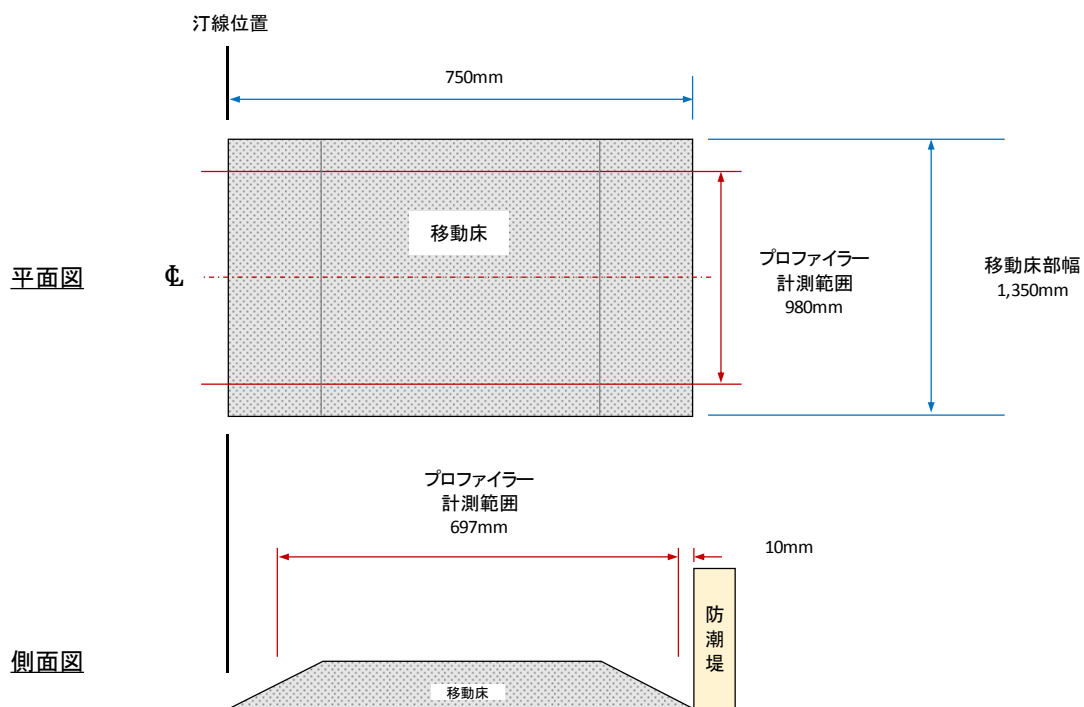 汀線位置
750mm
移動床
平面図
℄
プロファイラー
計測範囲
980mm
移動床部幅
1,350mm
プロファイラー
計測範囲
697mm
10mm
防
潮
堤
側面図
移動床